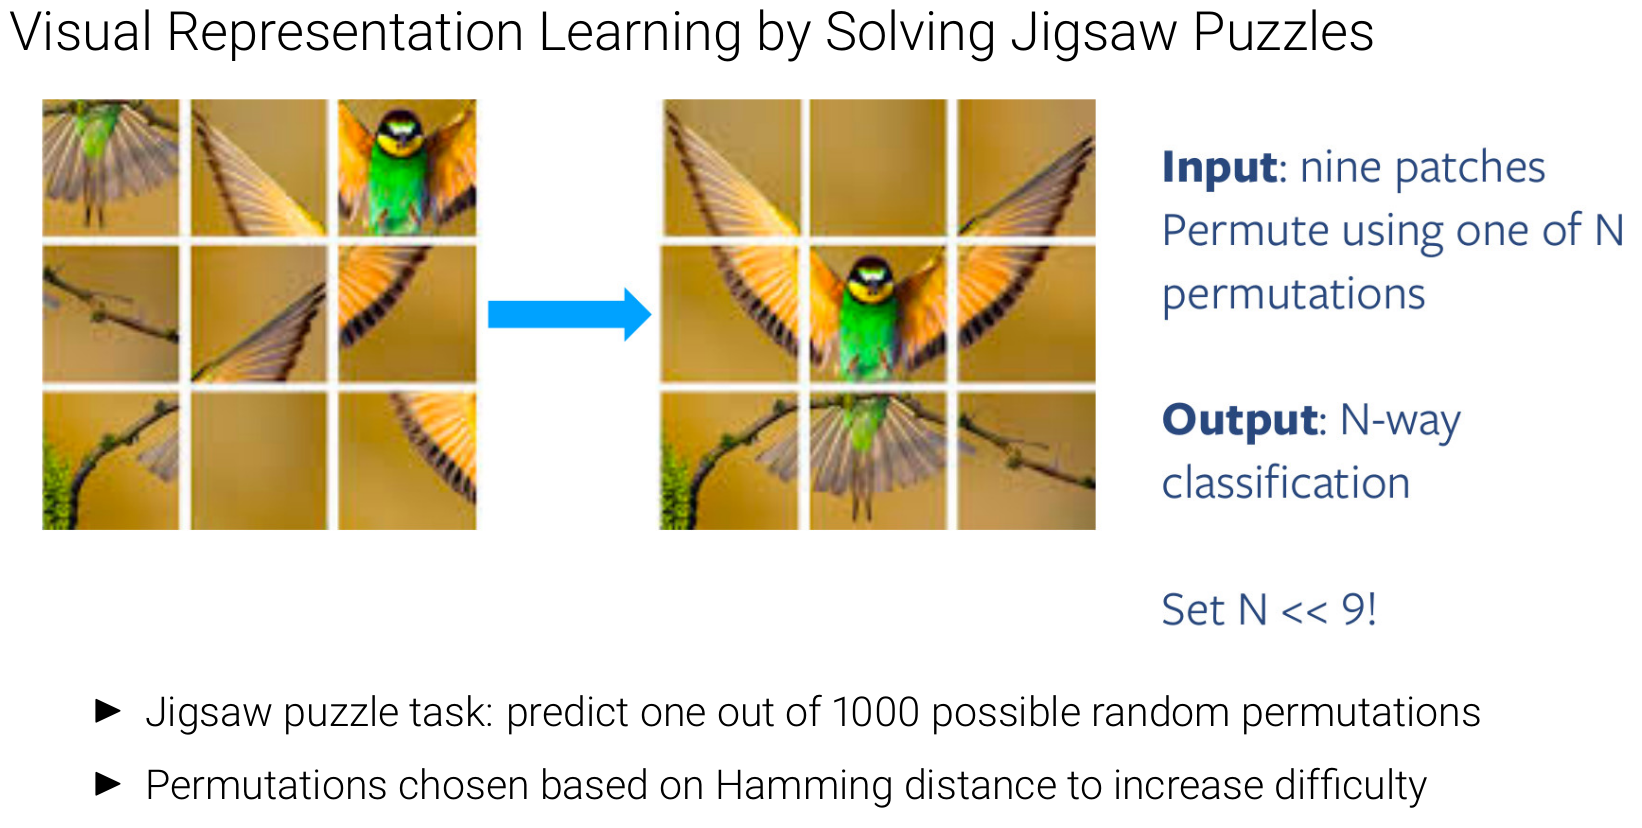 Visual Representation Learning by Solving Jigsaw Puzzles
Input: nine patches
Permute using one of N
permutations
Output: N-way
classification
Set N << 9!
► Jigsaw puzzle task: predict one out of 1000 possible random permutations
► Permutations chosen based on Hamming distance to increase difficulty